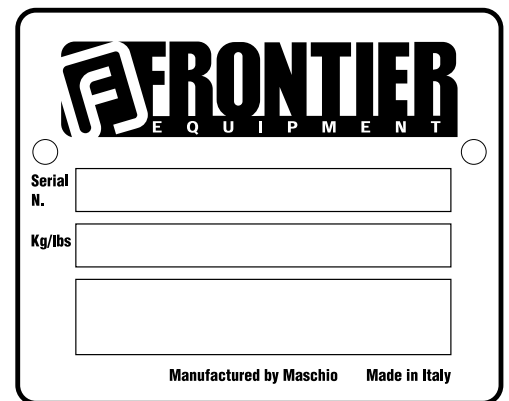 FRONTIER
EQUIPMENT
Serial
N.
Kg/lbs
Manufactured by Maschio Made in Italy